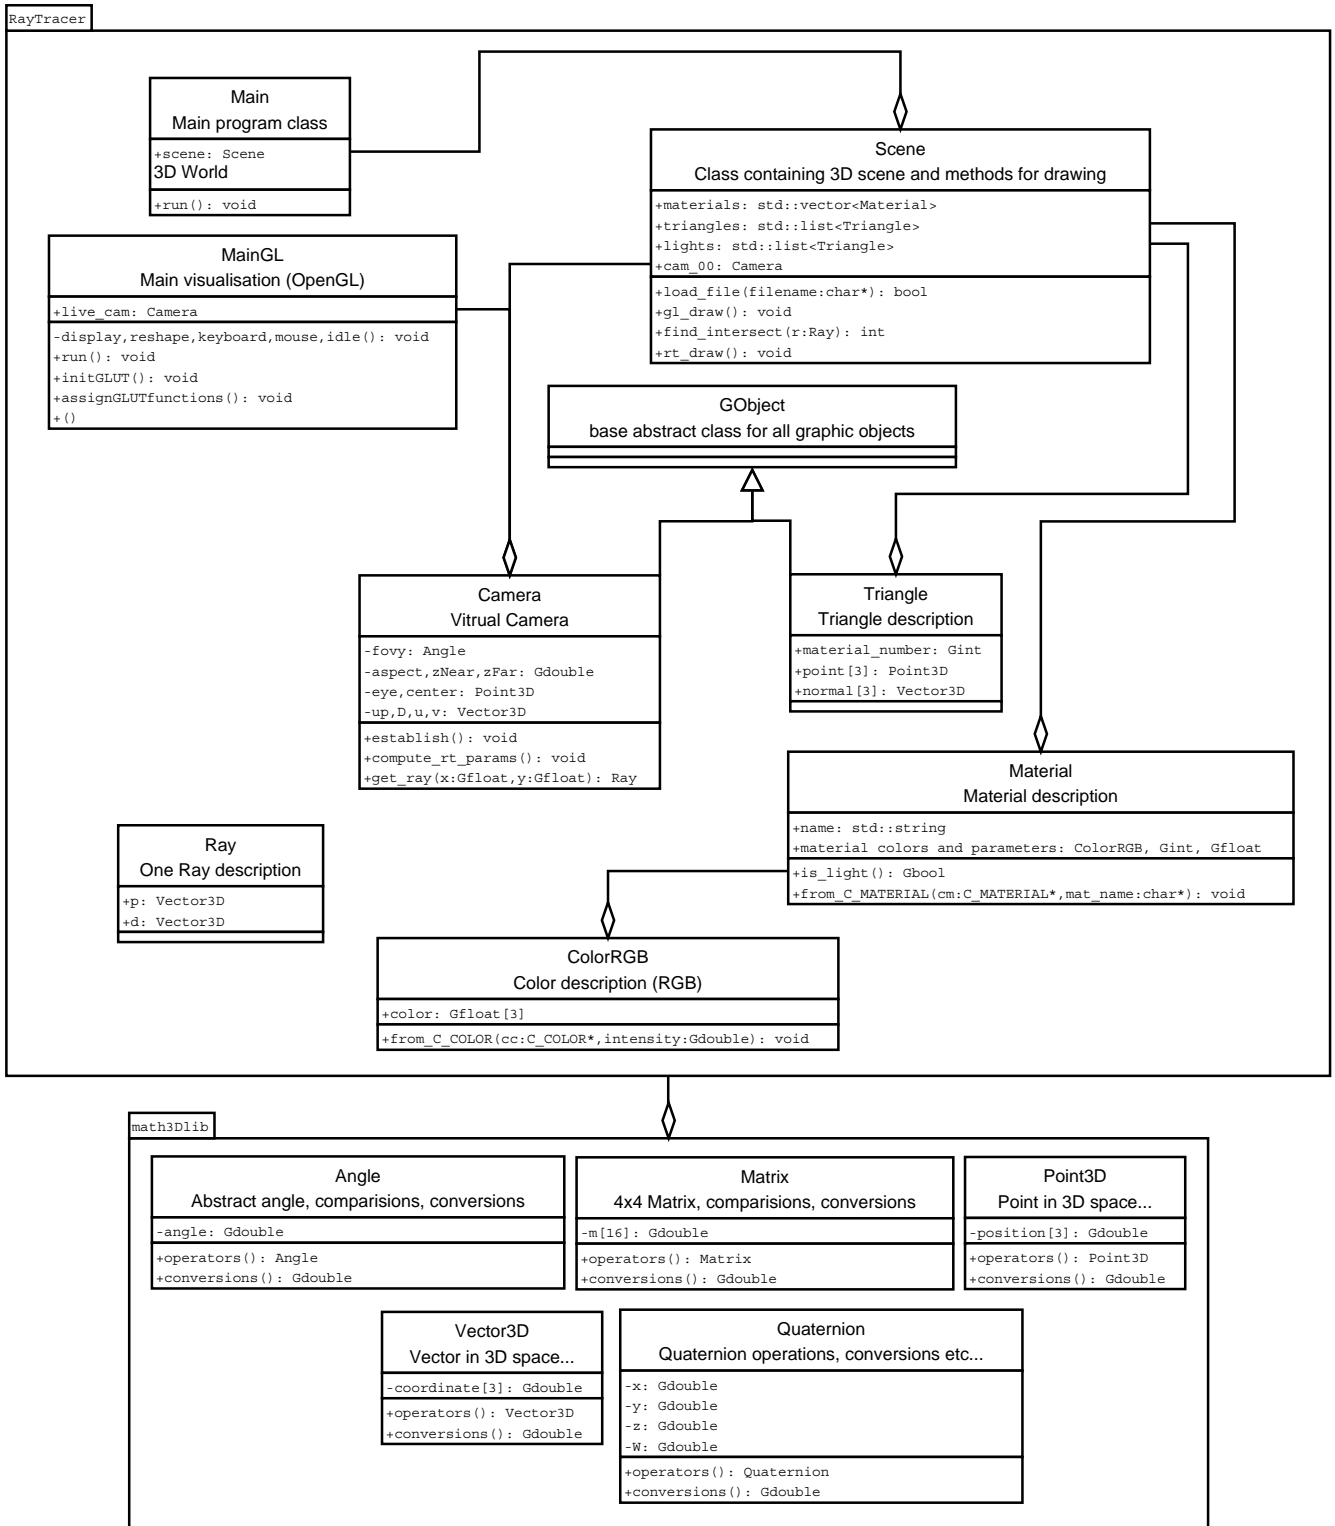 RayTracer
Main
Main program class
+scene: Scene
3D World
+run(): void
Scene
Class containing 3D scene and methods for drawing
+materials: std::vector<Material>
+triangles: std::list<Triangle>
+lights: std::list<Triangle>
+cam_00: Camera
+load_file(filename:char*): bool
+gl_draw(): void
+find_intersect(r:Ray): int
+rt_draw(): void
MainGL
Main visualisation (OpenGL)
+live_cam: Camera
-display,reshape,keyboard,mouse,idle(): void
+run(): void
+initGLUT(): void
+assignGLUTfunctions(): void
+()
GObject
base abstract class for all graphic objects
Camera
Vitrual Camera
-fovy: Angle
-aspect,zNear,zFar: Gdouble
-eye,center: Point3D
-up,D,u,v: Vector3D
+establish(): void
+compute_rt_params(): void
+get_ray(x:Gfloat,y:Gfloat): Ray
Triangle
Triangle description
+material_number: Gint
+point[3]: Point3D
+normal[3]: Vector3D
Material
Material description
+name: std::string
+material colors and parameters: ColorRGB, Gint, Gfloat
+is_light(): Gbool
+from_C_MATERIAL(cm:C_MATERIAL*,mat_name:char*): void
Ray
One Ray description
+p: Vector3D
+d: Vector3D
ColorRGB
Color description (RGB)
+color: Gfloat[3]
+from_C_COLOR(cc:C_COLOR*,intensity:Gdouble): void
math3Dlib
Angle
Abstract angle, comparisions, conversions
-angle: Gdouble
+operators(): Angle
+conversions(): Gdouble
Matrix
4x4 Matrix, comparisions, conversions
-m[16]: Gdouble
+operators(): Matrix
+conversions(): Gdouble
Point3D
Point in 3D space...
-position[3]: Gdouble
+operators(): Point3D
+conversions(): Gdouble
Vector3D
Vector in 3D space...
-coordinate[3]: Gdouble
+operators(): Vector3D
+conversions(): Gdouble
Quaternion
Quaternion operations, conversions etc...
-x: Gdouble
-y: Gdouble
-z: Gdouble
-W: Gdouble
+operators(): Quaternion
+conversions(): Gdouble